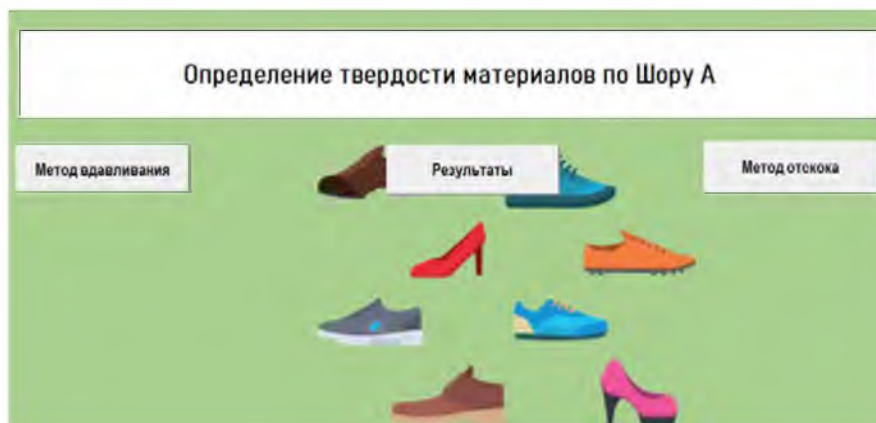 Определение твердости материалов по Шору А
Метод вдавливания
Результаты
Метод отскока